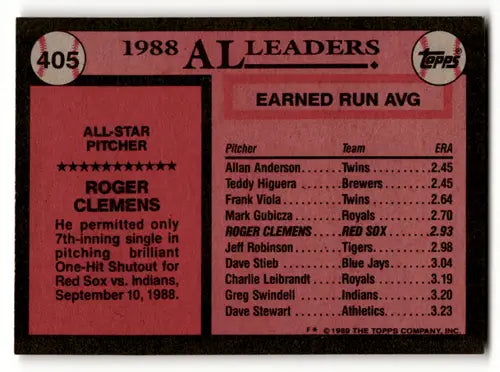 405
1988 AL LEADERS
Topps
ALL-STAR
PITCHER
★★★★★★★★★★★
ROGER
CLEMENS
He permitted only
7th-inning single in
pitching brilliant
One-Hit Shutout for
Red Sox vs. Indians,
September 10, 1988.
EARNED RUN AVG
Pitcher Team ERA
Allan Anderson Twins 2.45
Teddy Higuera Brewers 2.45
Frank Viola Twins 2.64
Mark Gubicza Royals 2.70
ROGER CLEMENS RED SOX 2.93
Jeff Robinson Tigers 2.98
Dave Stieb Blue Jays 3.04
Charlie Leibrandt Royals 3.19
Greg Swindell Indians 3.20
Dave Stewart Athletics 3.23
F* © 1989 THE TOPPS COMPANY, INC.